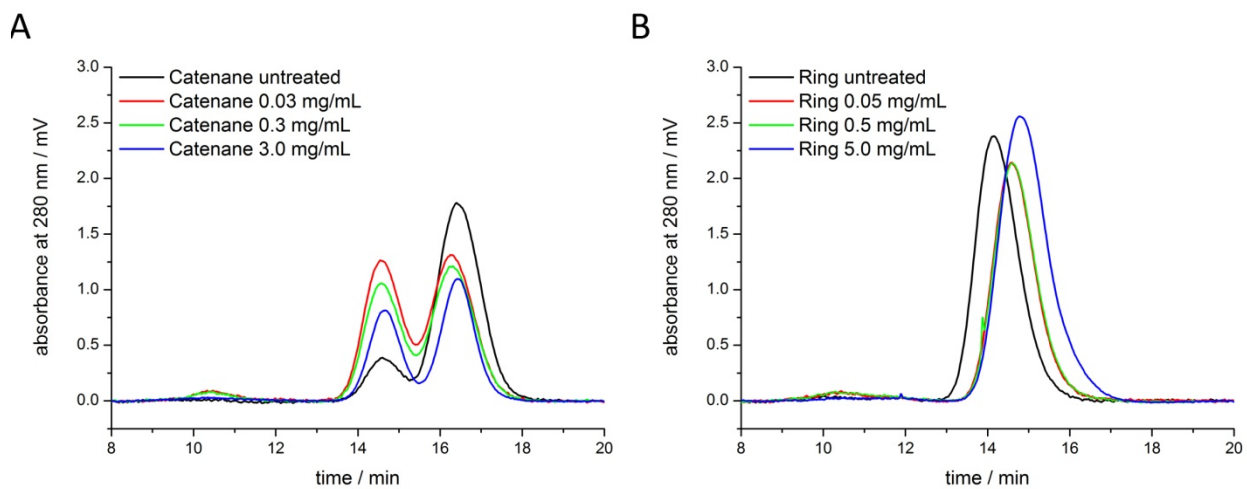 A
B
3.0
2.5
2.0
1.5
1.0
0.5
0.0
absorbance at 280 nm / mV
Catenane untreated
Catenane 0.03 mg/mL
Catenane 0.3 mg/mL
Catenane 3.0 mg/mL
8 10 12 14 16 18 20
time / min
3.0
2.5
2.0
1.5
1.0
0.5
0.0
absorbance at 280 nm / mV
Ring untreated
Ring 0.05 mg/mL
Ring 0.5 mg/mL
Ring 5.0 mg/mL
8 10 12 14 16 18 20
time / min